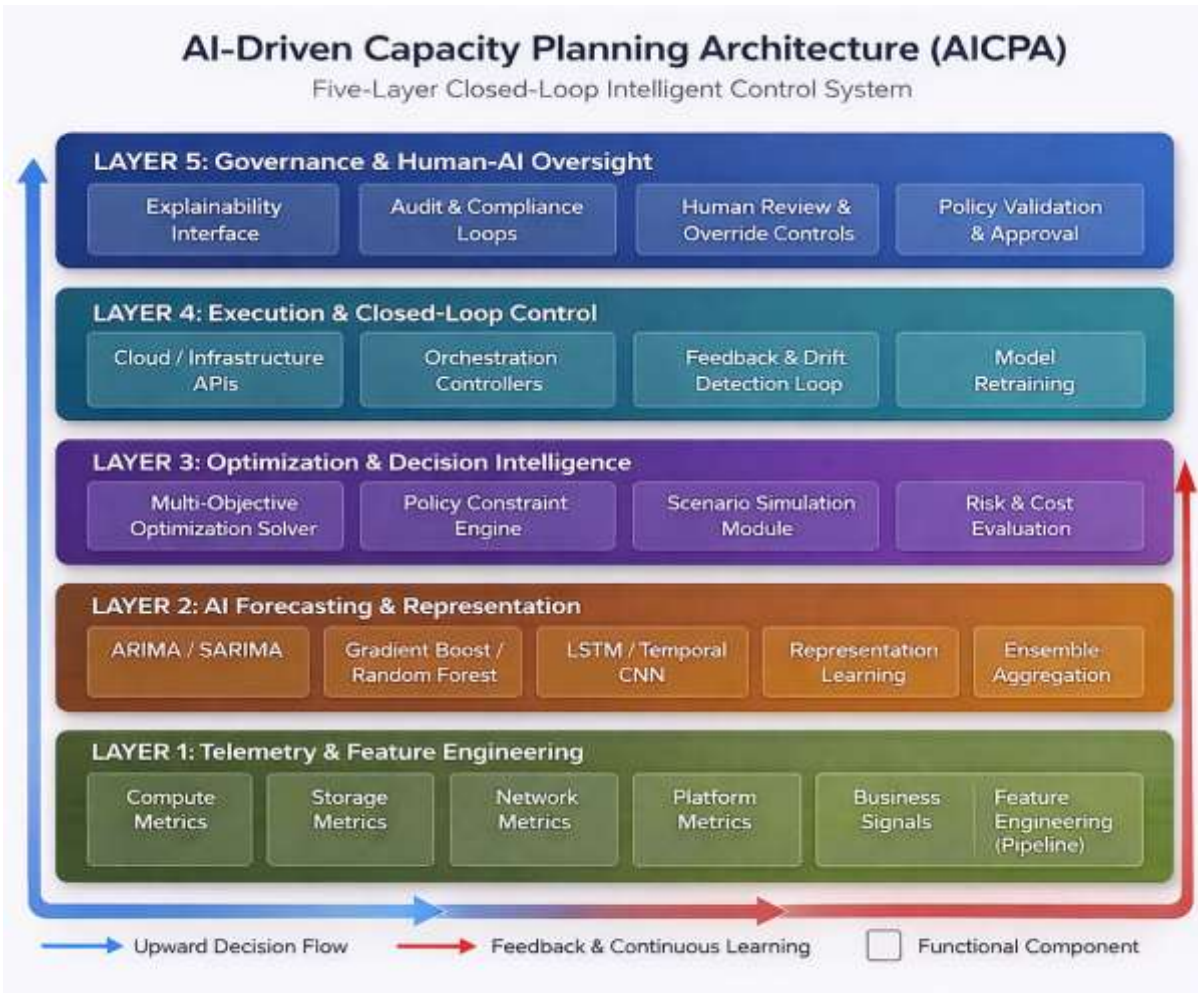 AI-Driven Capacity Planning Architecture (AICPA)
Five-Layer Closed-Loop Intelligent Control System
LAYER 5: Governance & Human-AI Oversight
Explainability
Interface
Audit & Compliance
Loops
Human Review &
Override Controls
Policy Validation
& Approval
LAYER 4: Execution & Closed-Loop Control
Cloud / Infrastructure
APIs
Orchestration
Controllers
Feedback & Drift
Detection Loop
Model
Retraining
LAYER 3: Optimization & Decision Intelligence
Multi-Objective
Optimization Solver
Policy Constraint
Engine
Scenario Simulation
Module
Risk & Cost
Evaluation
LAYER 2: AI Forecasting & Representation
ARIMA / SARIMA
Gradient Boost /
Random Forest
LSTM / Temporal
CNN
Representation
Learning
Ensemble
Aggregation
LAYER 1: Telemetry & Feature Engineering
Compute
Metrics
Storage
Metrics
Network
Metrics
Platform
Metrics
Business
Signals
Feature
Engineering
(Pipeline)
Upward Decision Flow
Feedback & Continuous Learning
Functional Component